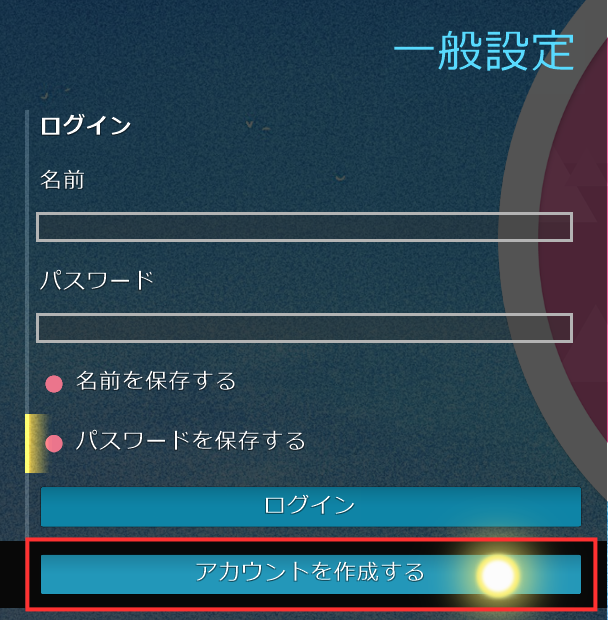 一般設定
ログイン
名前
パスワード
名前を保存する
パスワードを保存する
ログイン
アカウントを作成する